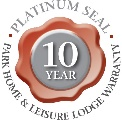 • PLATINUM SEAL •
10
YEAR
PARK HOME & LEISURE LODGE WARRANTY